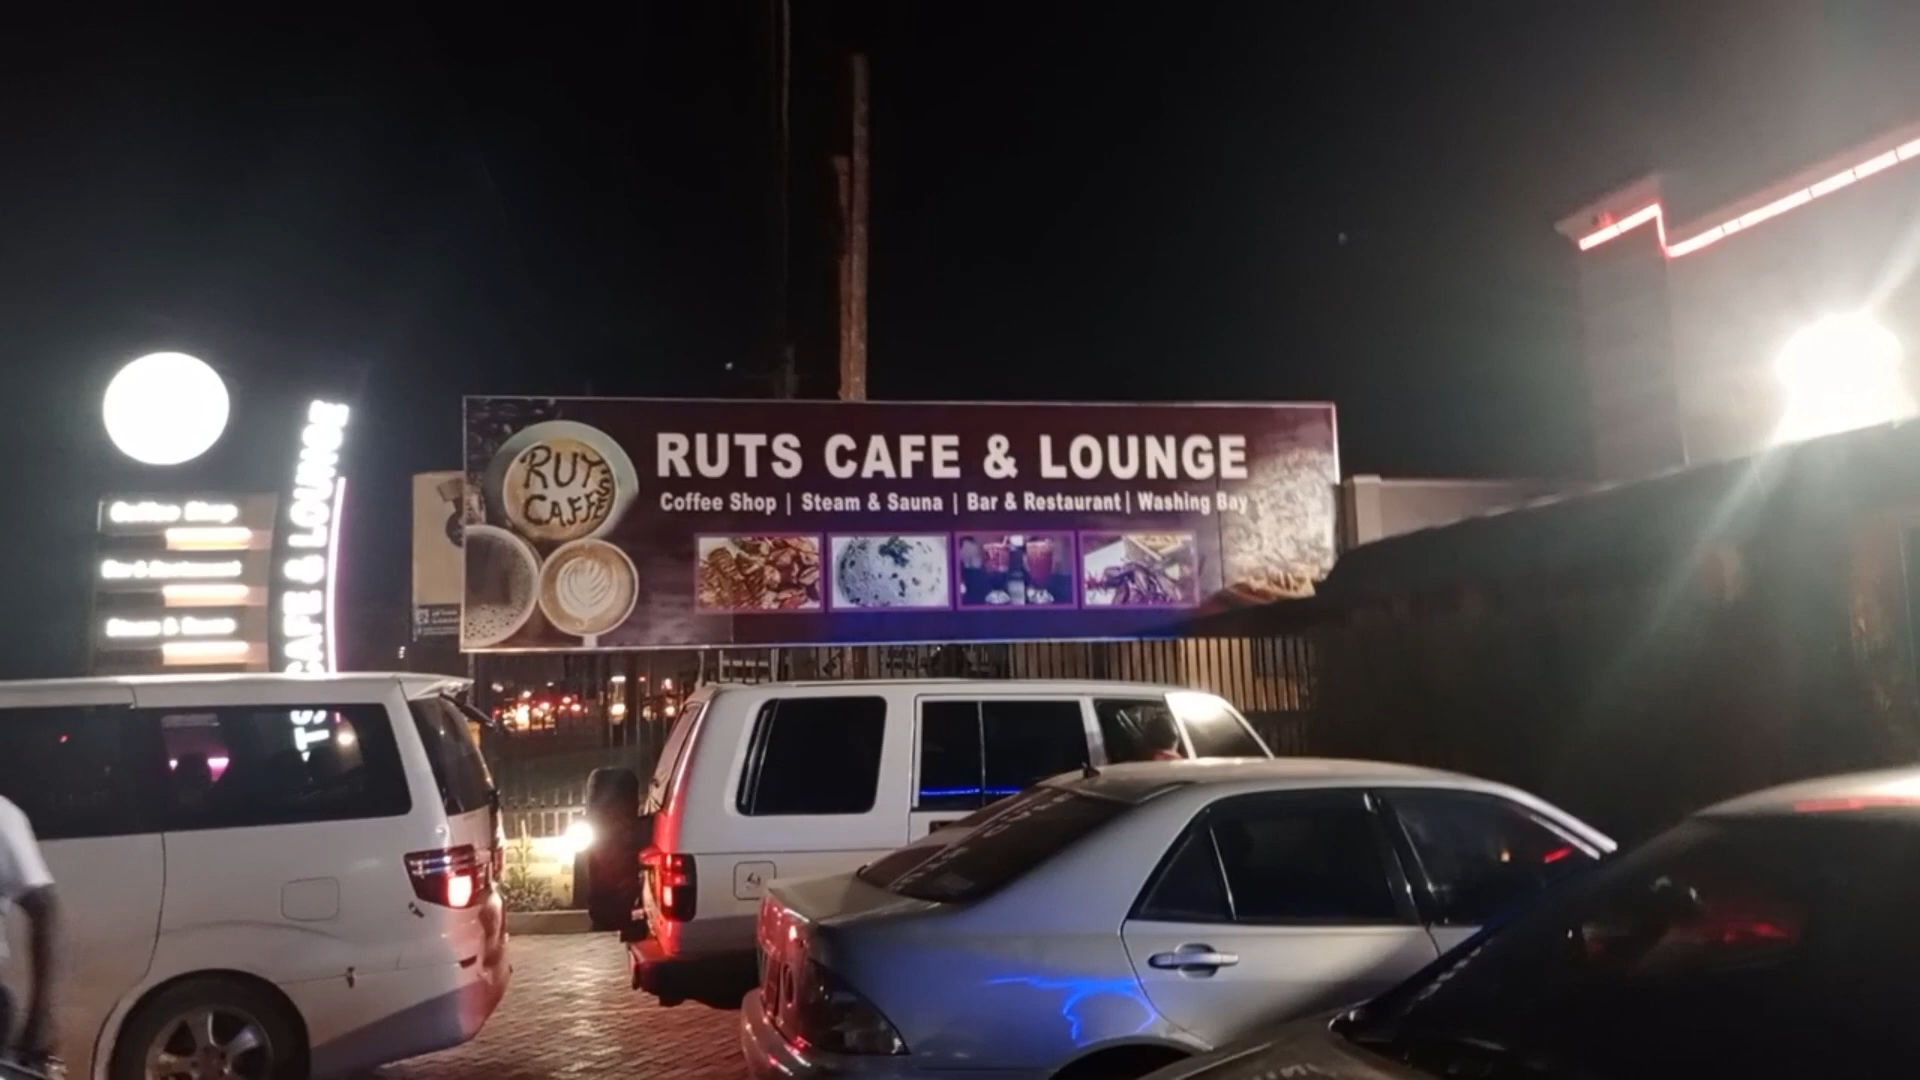 RUTS CAFE & LOUNGE
Coffee Shop | Steam & Sauna | Bar & Restaurant | Washing Bay
RUTS
CAFFE
Coffee Shop
Bar & Restaurant
Steam & Sauna
CAFE & LOUNGE